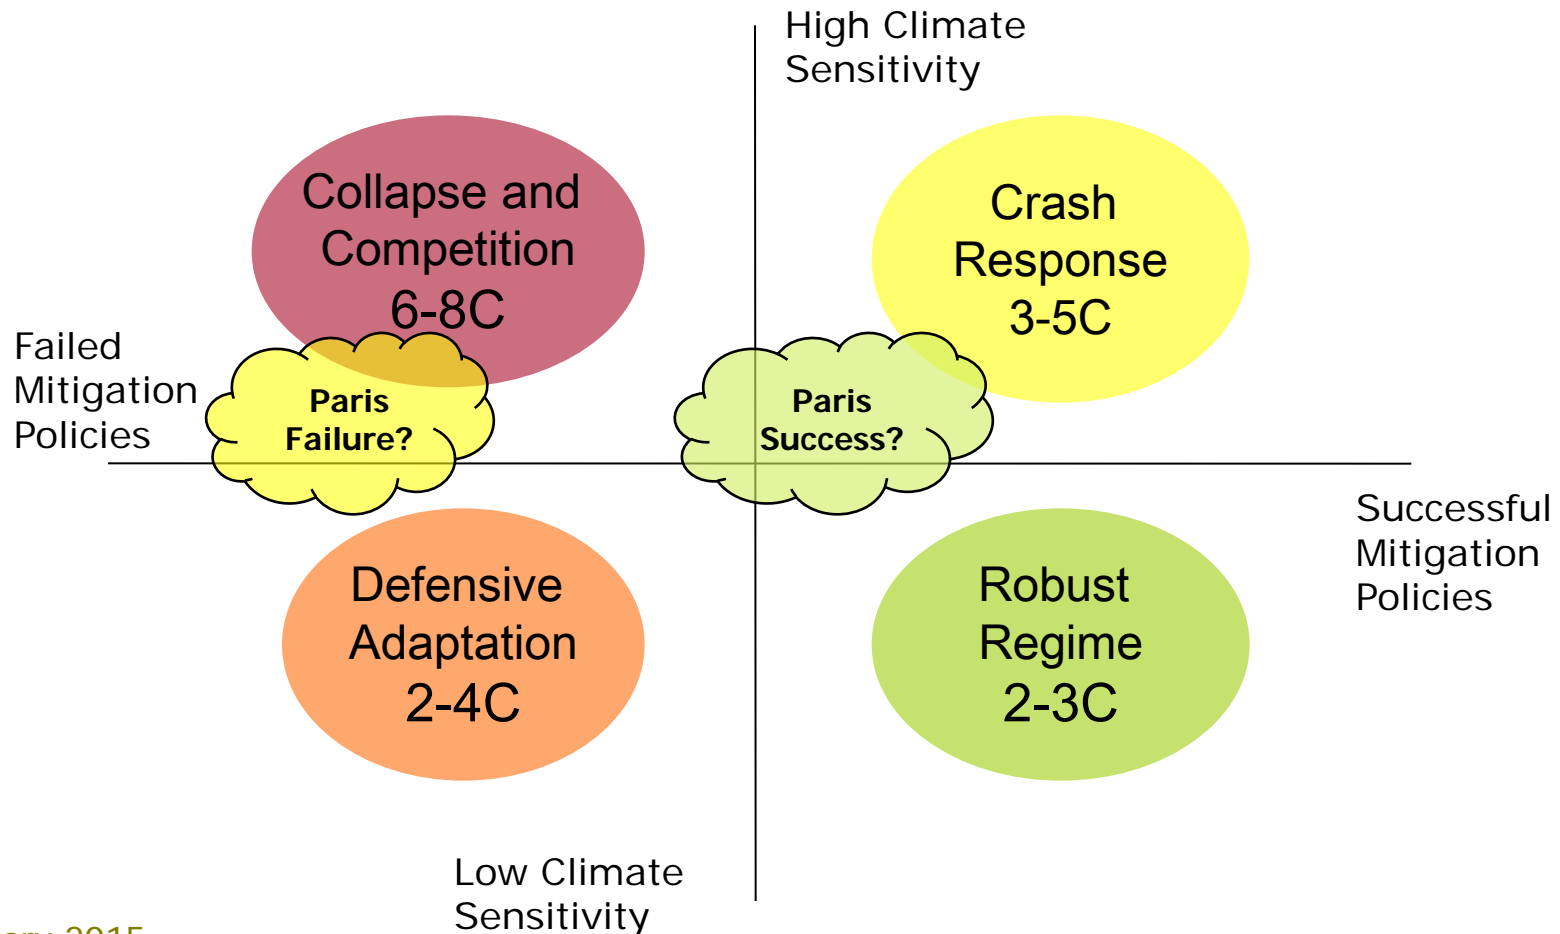 High Climate
Sensitivity
Collapse and
Competition
6-8C
Crash
Response
3-5C
Failed
Mitigation
Policies
Paris
Failure?
Paris
Success?
Successful
Mitigation
Policies
Defensive
Adaptation
2-4C
Robust
Regime
2-3C
Low Climate
Sensitivity
2015